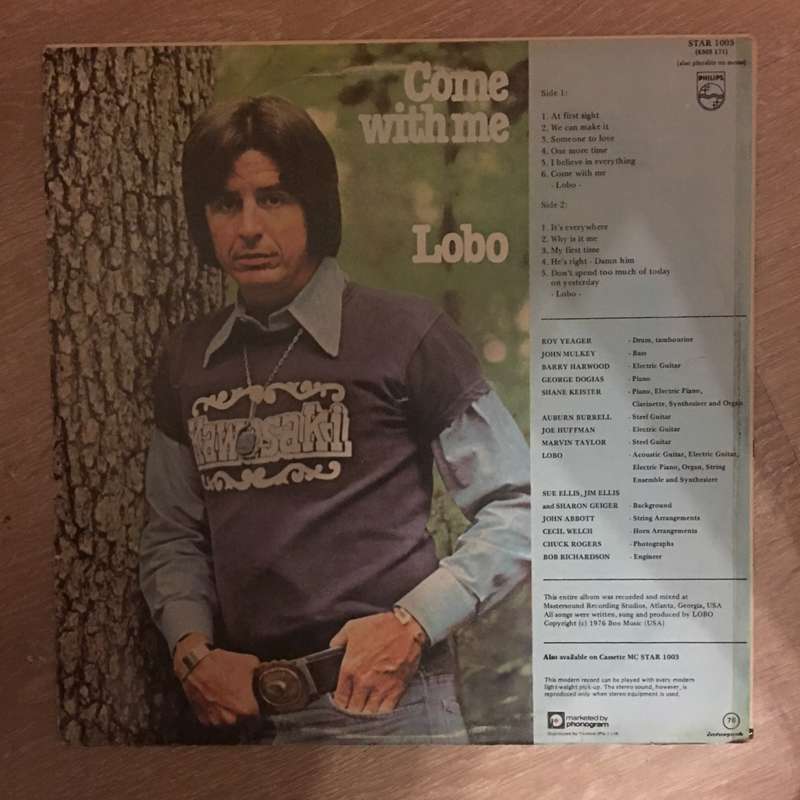 Come
with me
Lobo
Kawasaki
STAR 1003
(6305 171)
(also playable on mono)
PHILIPS
Side 1:
1. At first sight
2. We can make it
3. Someone to love
4. One more time
5. I believe in everything
6. Come with me
- Lobo -
Side 2:
1. It's everywhere
2. Why is it me
3. My first time
4. He's right - Damn him
5. Don't spend too much of today
on yesterday
- Lobo -
ROY YEAGER - Drum, tambourine
JOHN MULKEY - Bass
BARRY HARWOOD - Electric Guitar
GEORGE DOGIAS - Piano
SHANE KEISTER - Piano, Electric Piano,
Clarinette, Synthesizer and Organ
AUBURN BURRELL - Steel Guitar
JOE HUFFMAN - Electric Guitar
MARVIN TAYLOR - Steel Guitar
LOBO - Acoustic Guitar, Electric Guitar,
Electric Piano, Organ, String
Ensemble and Synthesizer
SUE ELLIS, JIM ELLIS
and SHARON GEIGER - Background
JOHN ABBOTT - String Arrangements
CECIL WELCH - Horn Arrangements
CHUCK ROGERS - Photographs
BOB RICHARDSON - Engineer
This entire album was recorded and mixed at
Mastersound Recording Studios, Atlanta, Georgia, USA
All songs were written, sung and produced by LOBO
Copyright (c) 1976 Boo Music (USA)
Also available on Cassette MC STAR 1003
This modern record can be played with every modern
light-weight pick-up. The stereo sound, however, is
reproduced only when stereo equipment is used.
marketed by
phonogram
76